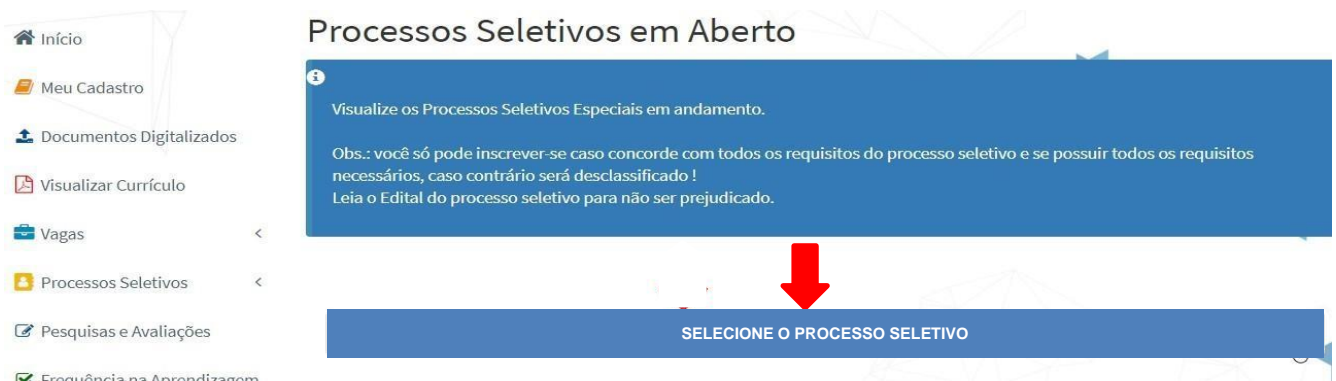 Início
Meu Cadastro
Documentos Digitalizados
Visualizar Currículo
Vagas
Processos Seletivos
Pesquisas e Avaliações
Frequência na Aprendizagem
Processos Seletivos em Aberto
Visualize os Processos Seletivos Especiais em andamento.
Obs.: você só pode inscrever-se caso concorde com todos os requisitos do processo seletivo e se possuir todos os requisitos
necessários, caso contrário será desclassificado !
Leia o Edital do processo seletivo para não ser prejudicado.
SELECIONE O PROCESSO SELETIVO